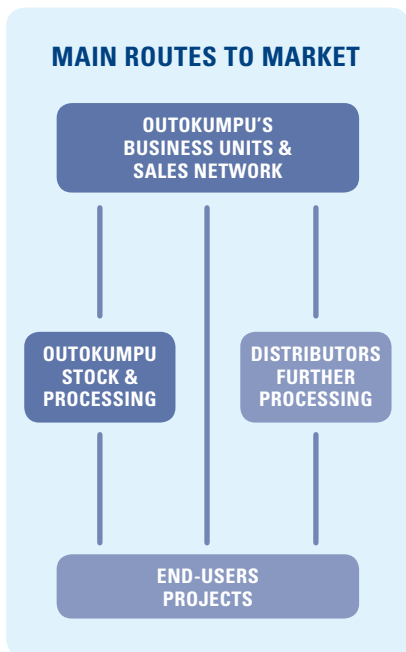 MAIN ROUTES TO MARKET
OUTOKUMPU'S
BUSINESS UNITS &
SALES NETWORK
OUTOKUMPU
STOCK &
PROCESSING
DISTRIBUTORS
FURTHER
PROCESSING
END-USERS
PROJECTS